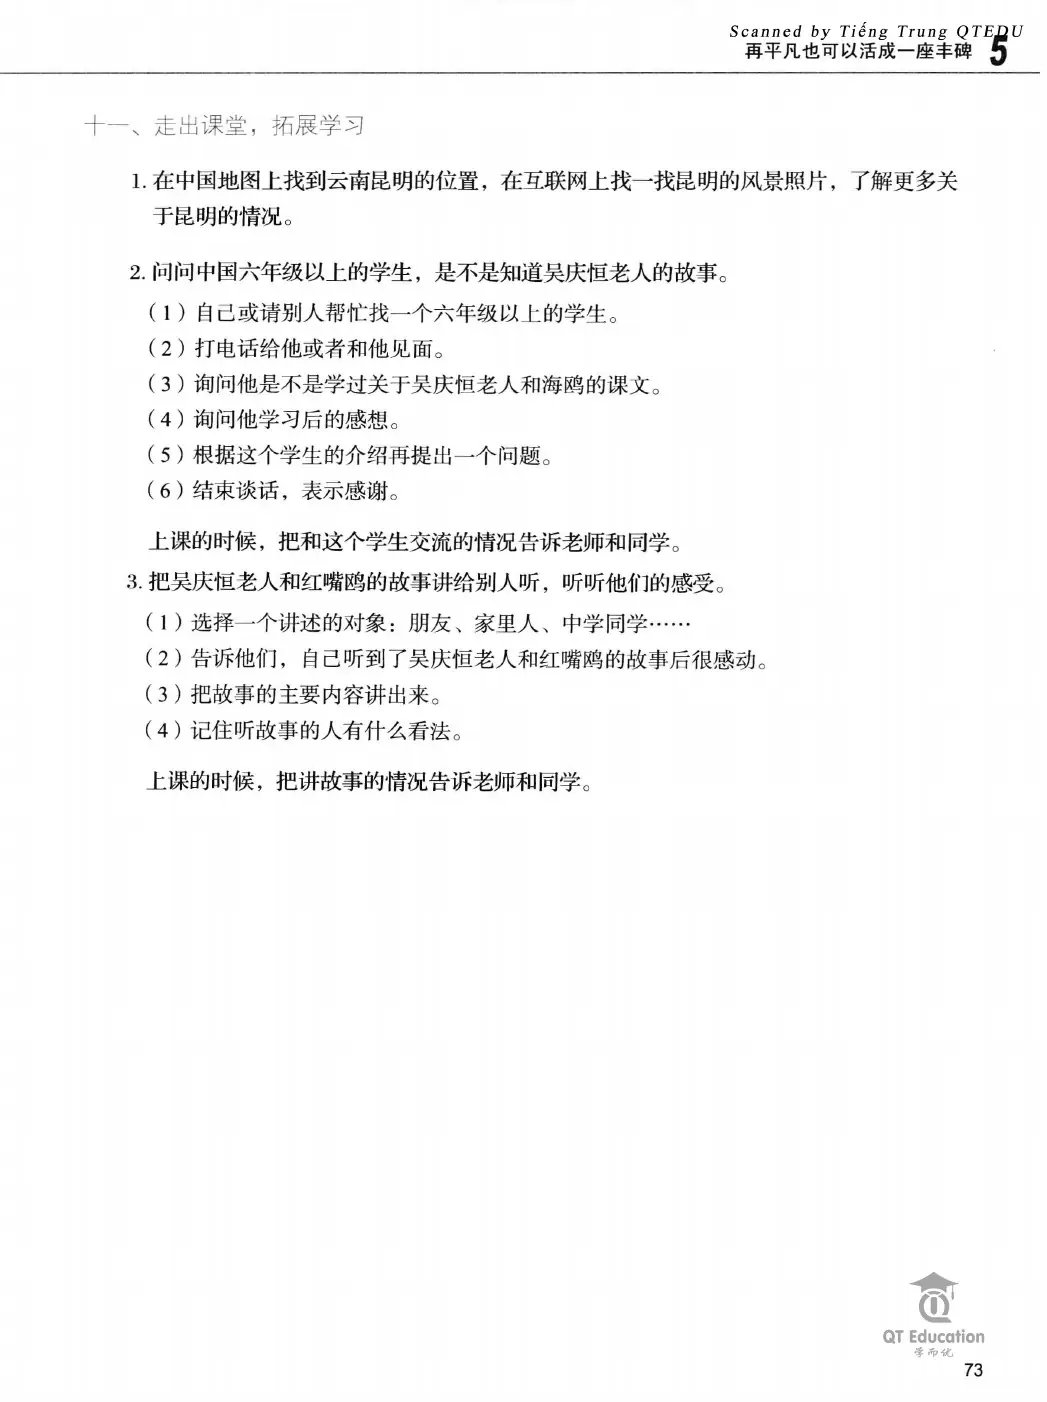 Scanned by Tiếng Trung QTEDU
再平凡也可以活成一座丰碑 5
十一、走出课堂，拓展学习
1. 在中国地图上找到云南昆明的位置，在互联网上找一找昆明的风景照片，了解更多关
于昆明的情况。
2. 问问中国六年级以上的学生，是不是知道吴庆恒老人的故事。
（1）自己或请别人帮忙找一个六年级以上的学生。
（2）打电话给他或者和他见面。
（3）询问他是不是学过关于吴庆恒老人和海鸥的课文。
（4）询问他学习后的感想。
（5）根据这个学生的介绍再提出一个问题。
（6）结束谈话，表示感谢。
上课的时候，把和这个学生交流的情况告诉老师和同学。
3. 把吴庆恒老人和红嘴鸥的故事讲给别人听，听听他们的感受。
（1）选择一个讲述的对象：朋友、家里人、中学同学……
（2）告诉他们，自己听到了吴庆恒老人和红嘴鸥的故事后很感动。
（3）把故事的主要内容讲出来。
（4）记住听故事的人有什么看法。
上课的时候，把讲故事的情况告诉老师和同学。
QT Education
学而优
73